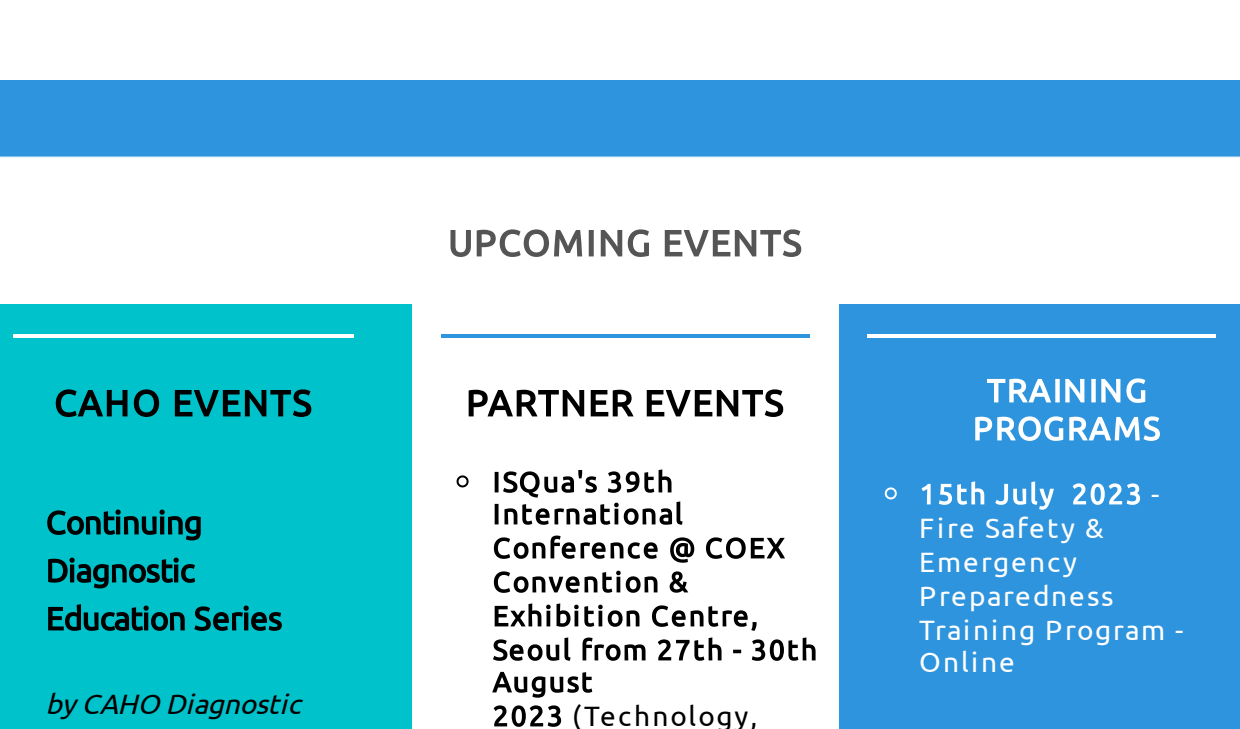 UPCOMING EVENTS
CAHO EVENTS
Continuing
Diagnostic
Education Series
by CAHO Diagnostic
PARTNER EVENTS
ISQua's 39th
International
Conference @ COEX
Convention &
Exhibition Centre,
Seoul from 27th - 30th
August
2023 (Technology,
TRAINING
PROGRAMS
15th July  2023 -
Fire Safety &
Emergency
Preparedness
Training Program -
Online